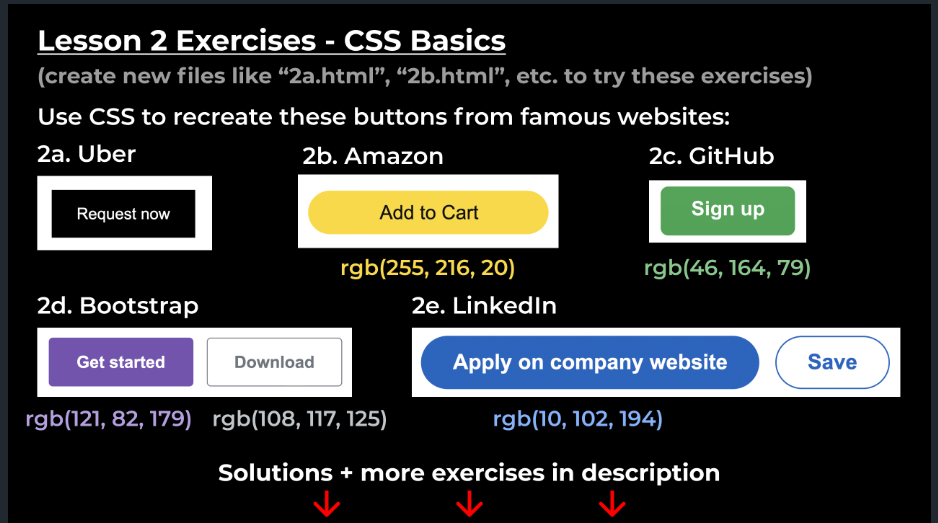 Lesson 2 Exercises - CSS Basics
(create new files like “2a.html”, “2b.html”, etc. to try these exercises)
Use CSS to recreate these buttons from famous websites:
2a. Uber
2b. Amazon
2c. GitHub
Request now
Add to Cart
Sign up
rgb(255, 216, 20)
rgb(46, 164, 79)
2d. Bootstrap
2e. LinkedIn
Get started
Download
Apply on company website
Save
rgb(121, 82, 179)
rgb(108, 117, 125)
rgb(10, 102, 194)
Solutions + more exercises in description